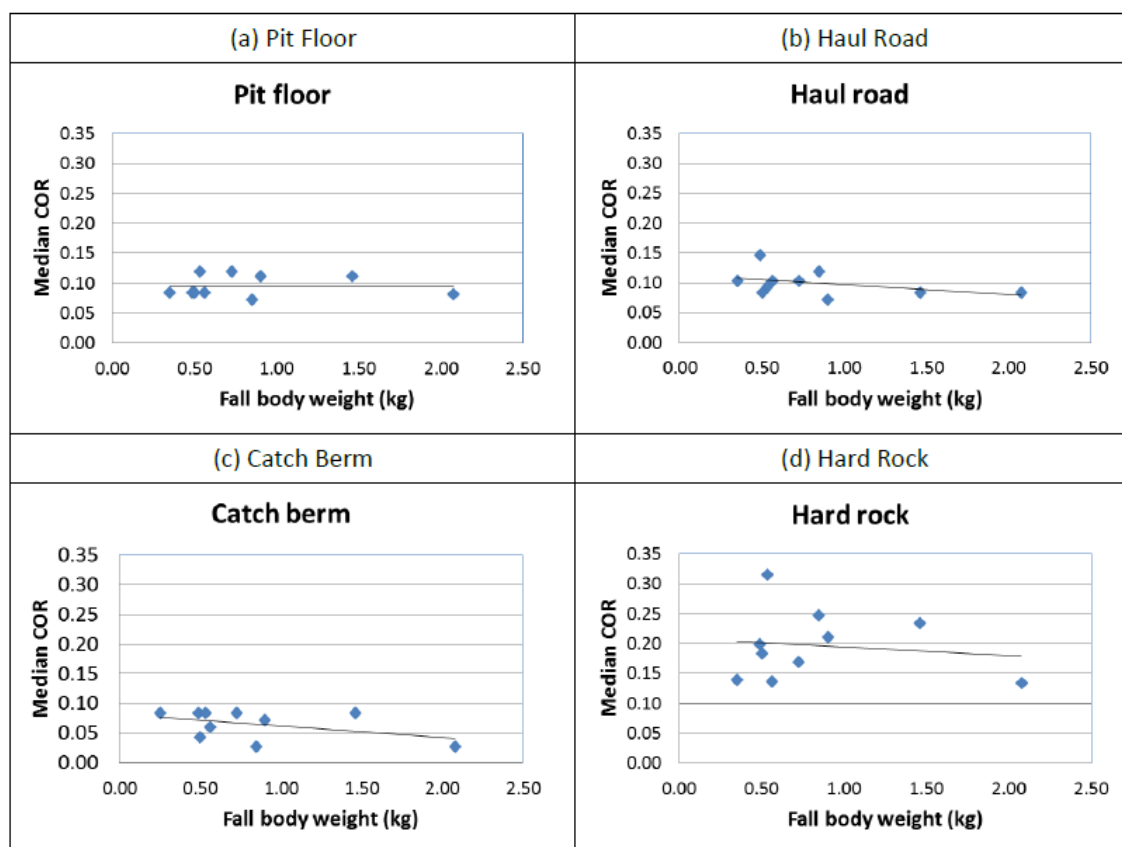 (a) Pit Floor
(b) Haul Road
Pit floor
0.35
0.30
0.25
0.20
0.15
0.10
0.05
0.00
Median COR
0.00 0.50 1.00 1.50 2.00 2.50
Fall body weight (kg)
Haul road
0.35
0.30
0.25
0.20
0.15
0.10
0.05
0.00
Median COR
0.00 0.50 1.00 1.50 2.00 2.50
Fall body weight (kg)
(c) Catch Berm
(d) Hard Rock
Catch berm
0.35
0.30
0.25
0.20
0.15
0.10
0.05
0.00
Median COR
0.00 0.50 1.00 1.50 2.00 2.50
Fall body weight (kg)
Hard rock
0.35
0.30
0.25
0.20
0.15
0.10
0.05
0.00
Median COR
0.00 0.50 1.00 1.50 2.00 2.50
Fall body weight (kg)